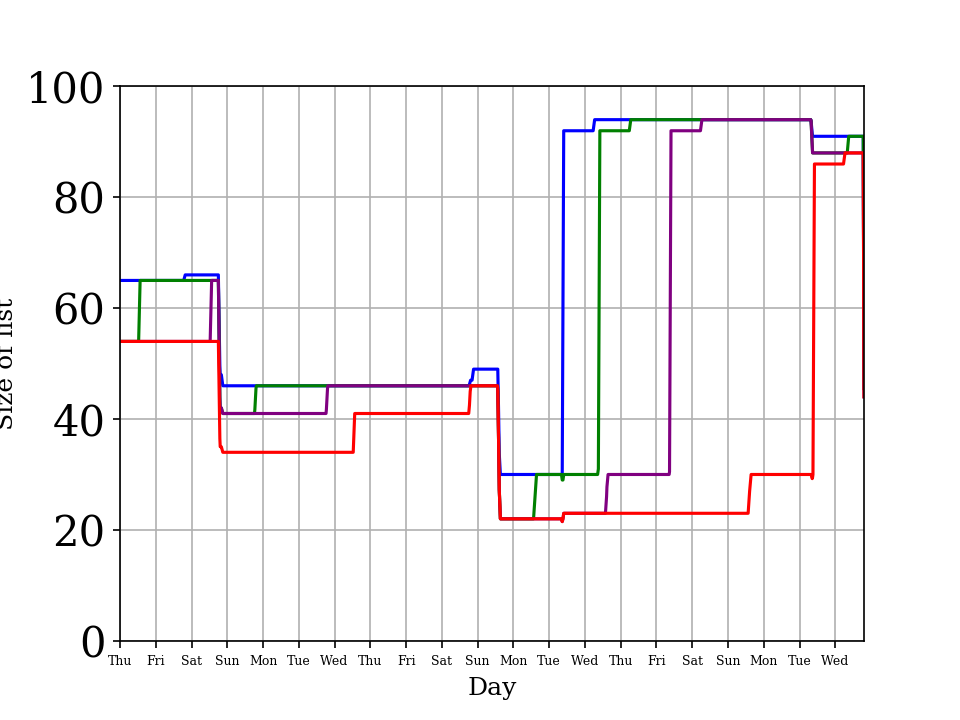 100
80
60
40
20
0
Size of list
Thu Fri Sat Sun Mon Tue Wed Thu Fri Sat Sun Mon Tue Wed Thu Fri Sat Sun Mon Tue Wed
Day